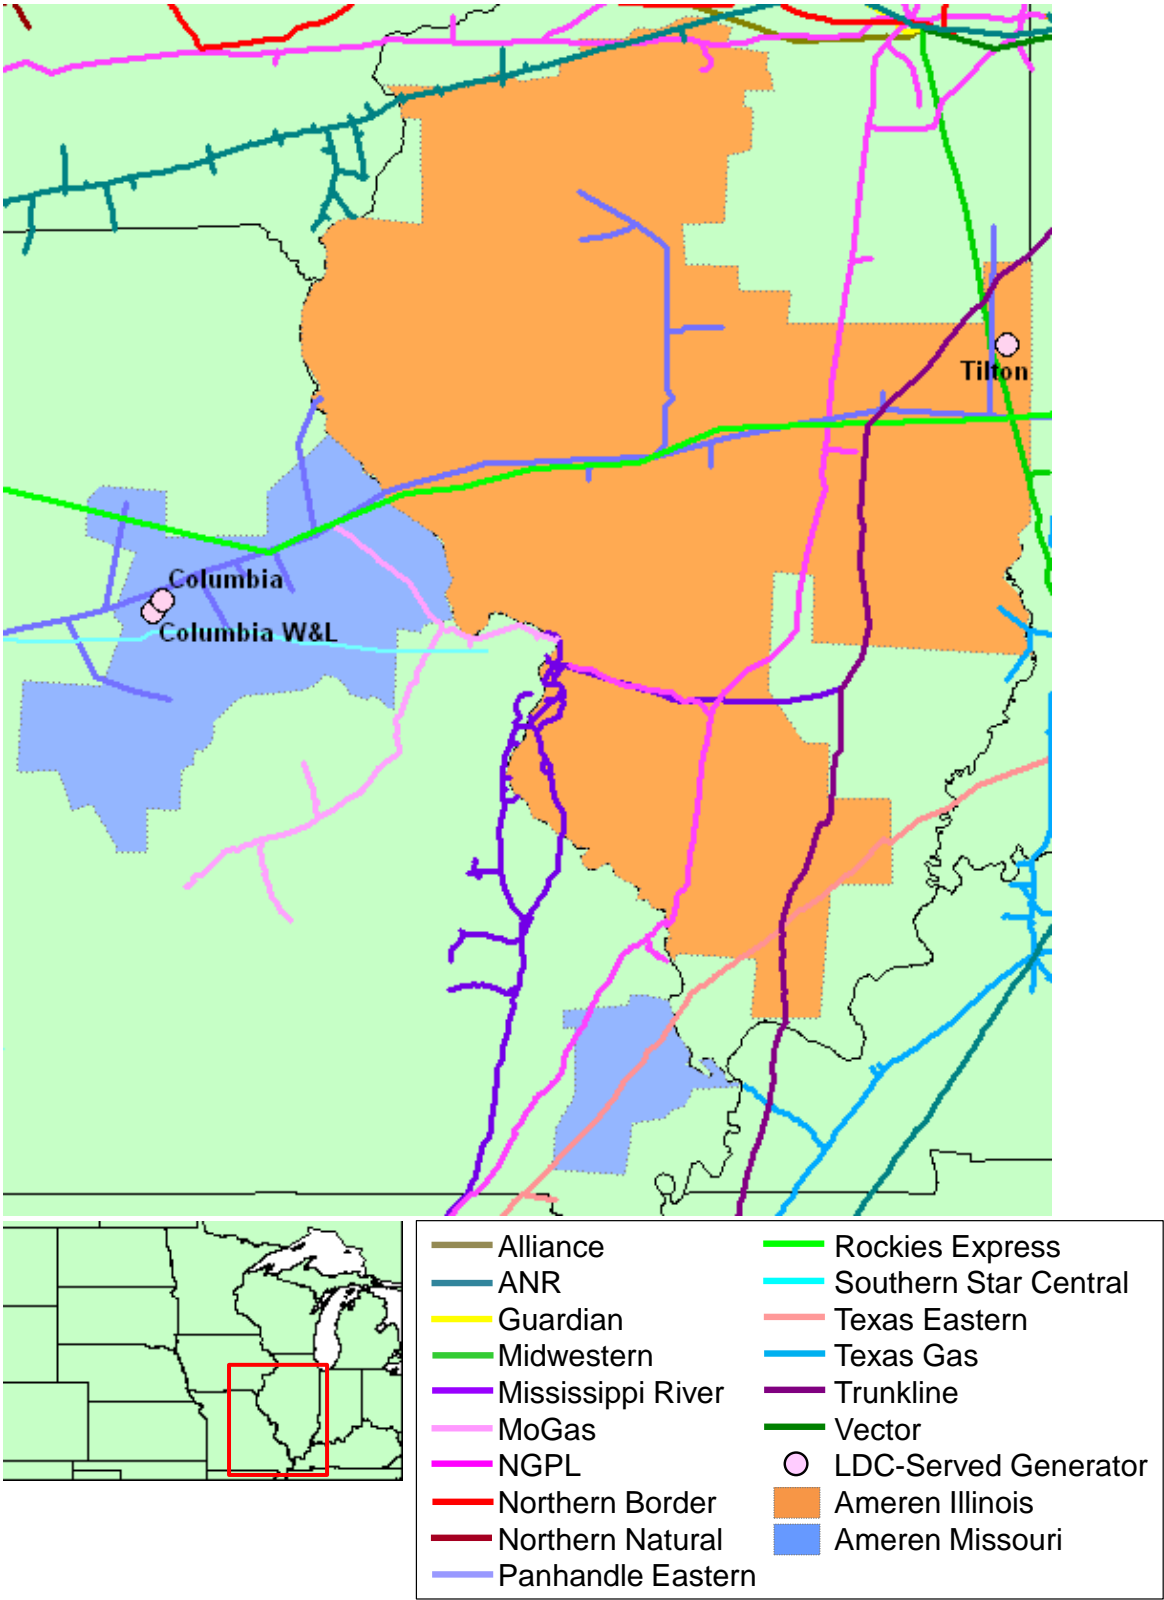 Tilton
Columbia
Columbia W&L
Alliance
ANR
Guardian
Midwestern
Mississippi River
MoGas
NGPL
Northern Border
Northern Natural
Panhandle Eastern
Rockies Express
Southern Star Central
Texas Eastern
Texas Gas
Trunkline
Vector
LDC-Served Generator
Ameren Illinois
Ameren Missouri